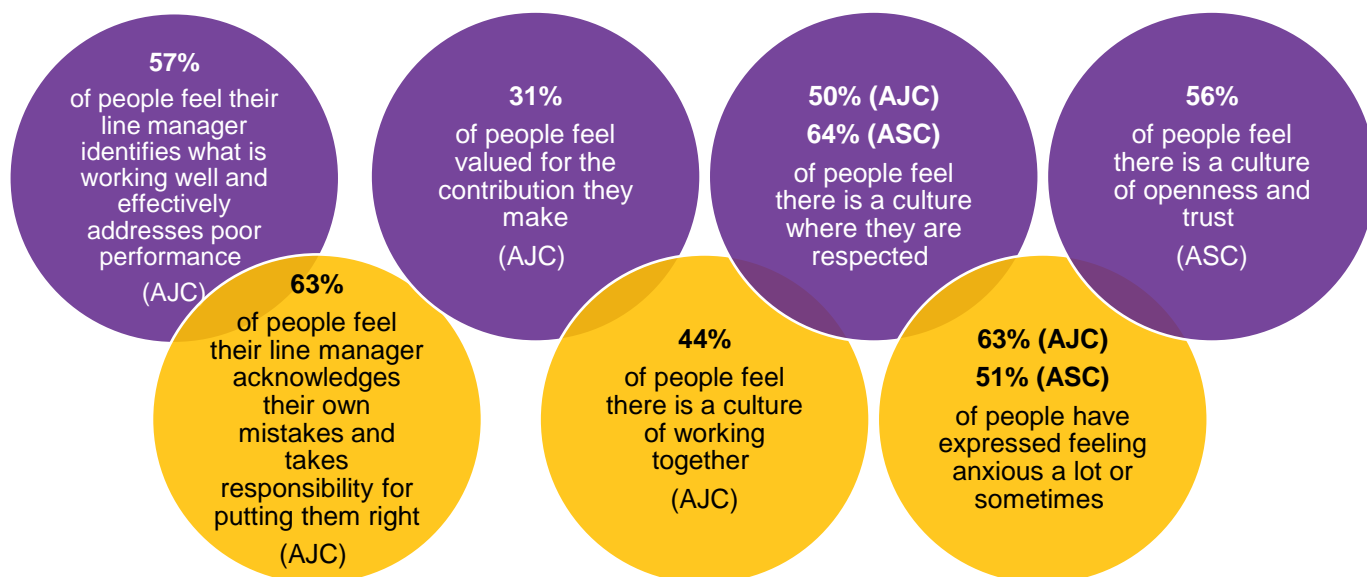 57%
of people feel their
line manager
identifies what is
working well and
effectively
addresses poor
performance
(AJC)
63%
of people feel
their line manager
acknowledges
their own
mistakes and
takes
responsibility for
putting them right
(AJC)
31%
of people feel
valued for the
contribution they
make
(AJC)
44%
of people feel
there is a culture
of working
together
(AJC)
50% (AJC)
64% (ASC)
of people feel
there is a culture
where they are
respected
63% (AJC)
51% (ASC)
of people have
expressed feeling
anxious a lot or
sometimes
56%
of people feel
there is a culture
of openness and
trust
(ASC)